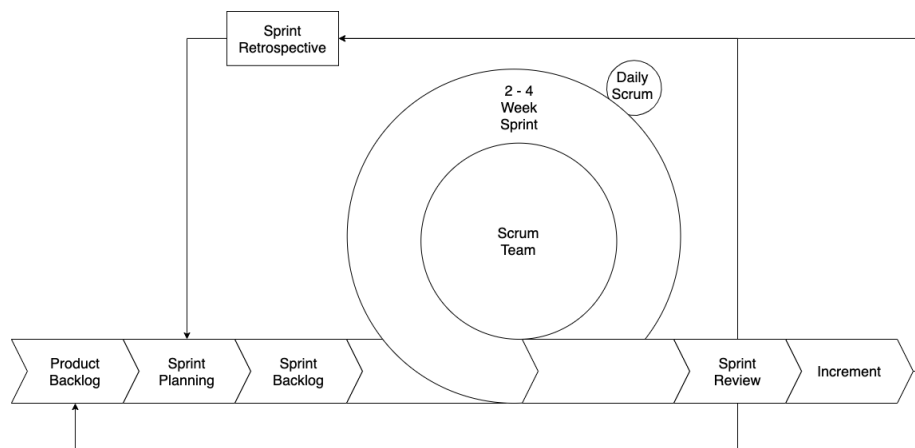 Sprint
Retrospective
Daily
Scrum
2 - 4
Week
Sprint
Scrum
Team
Product
Backlog
Sprint
Planning
Sprint
Backlog
Sprint
Review
Increment